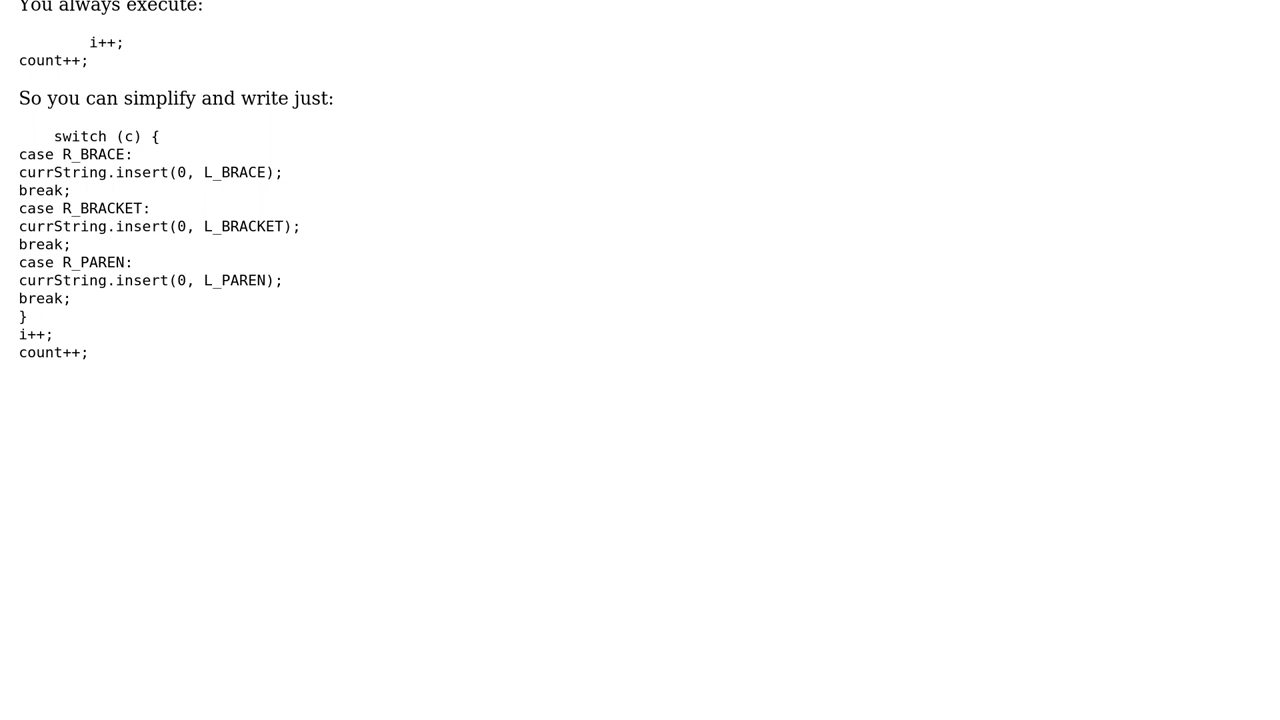 You always execute:
i++;
count++;
So you can simplify and write just:
switch (c) {
case R_BRACE:
currString.insert(0, L_BRACE);
break;
case R_BRACKET:
currString.insert(0, L_BRACKET);
break;
case R_PAREN:
currString.insert(0, L_PAREN);
break;
}
i++;
count++;